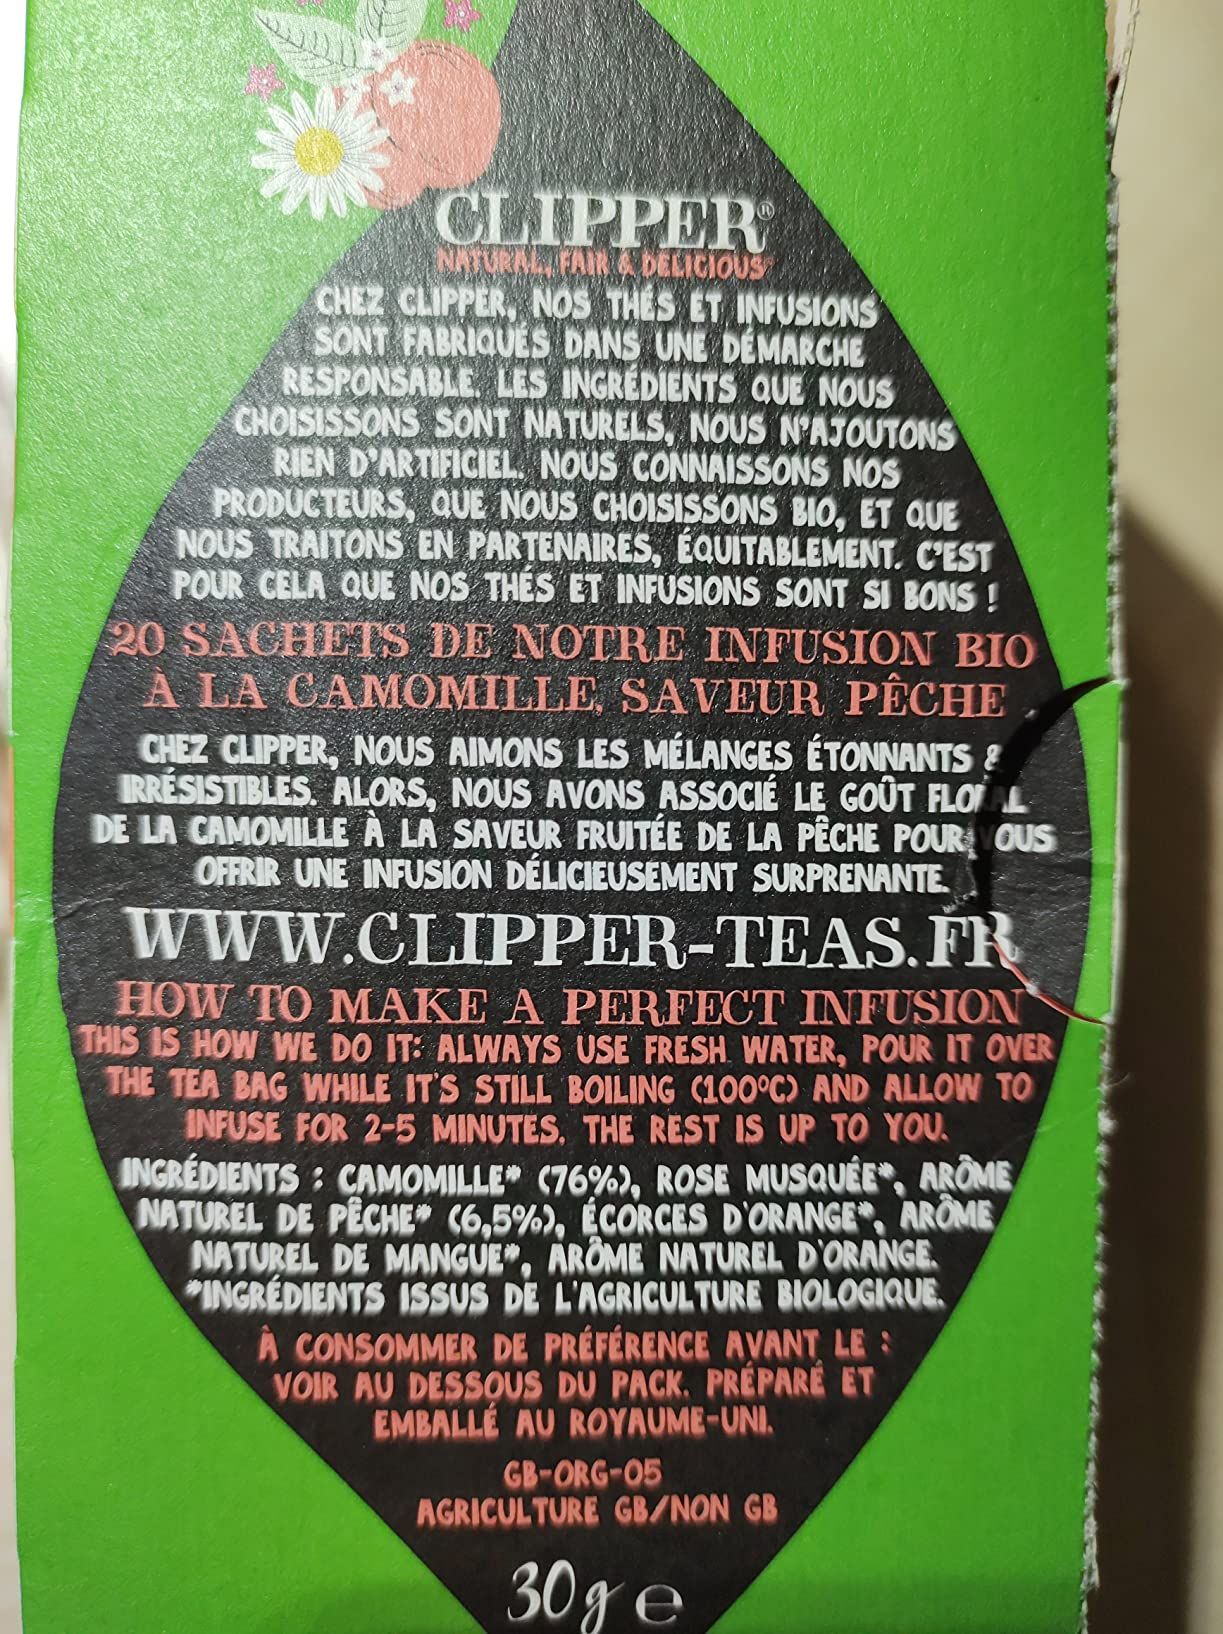 CLIPPER®
NATURAL, FAIR & DELICIOUS®
CHEZ CLIPPER, NOS THÉS ET INFUSIONS
SONT FABRIQUÉS DANS UNE DÉMARCHE
RESPONSABLE. LES INGRÉDIENTS QUE NOUS
CHOISISSONS SONT NATURELS, NOUS N'AJOUTONS
RIEN D'ARTIFICIEL. NOUS CONNAISSONS NOS
PRODUCTEURS, QUE NOUS CHOISISSONS BIO, ET QUE
NOUS TRAITONS EN PARTENAIRES, ÉQUITABLEMENT. C'EST
POUR CELA QUE NOS THÉS ET INFUSIONS SONT SI BONS !
20 SACHETS DE NOTRE INFUSION BIO
À LA CAMOMILLE, SAVEUR PÊCHE.
CHEZ CLIPPER, NOUS AIMONS LES MÉLANGES ÉTONNANTS &
IRRÉSISTIBLES. ALORS, NOUS AVONS ASSOCIÉ LE GOÛT FLORAL
DE LA CAMOMILLE À LA SAVEUR FRUITÉE DE LA PÊCHE POUR VOUS
OFFRIR UNE INFUSION DÉLICIEUSEMENT SURPRENANTE.
WWW.CLIPPER-TEAS.FR
HOW TO MAKE A PERFECT INFUSION
THIS IS HOW WE DO IT: ALWAYS USE FRESH WATER, POUR IT OVER
THE TEA BAG WHILE IT'S STILL BOILING (100ºC) AND ALLOW TO
INFUSE FOR 2-5 MINUTES. THE REST IS UP TO YOU.
INGRÉDIENTS : CAMOMILLE* (76%), ROSE MUSQUÉE*, ARÔME
NATUREL DE PÊCHE* (6,5%), ÉCORCES D'ORANGE*, ARÔME
NATUREL DE MANGUE*, ARÔME NATUREL D'ORANGE.
*INGRÉDIENTS ISSUS DE L'AGRICULTURE BIOLOGIQUE.
À CONSOMMER DE PRÉFÉRENCE AVANT LE :
VOIR AU DESSOUS DU PACK. PRÉPARÉ ET
EMBALLÉ AU ROYAUME-UNI.
GB-ORG-05
AGRICULTURE GB/NON GB
30g e